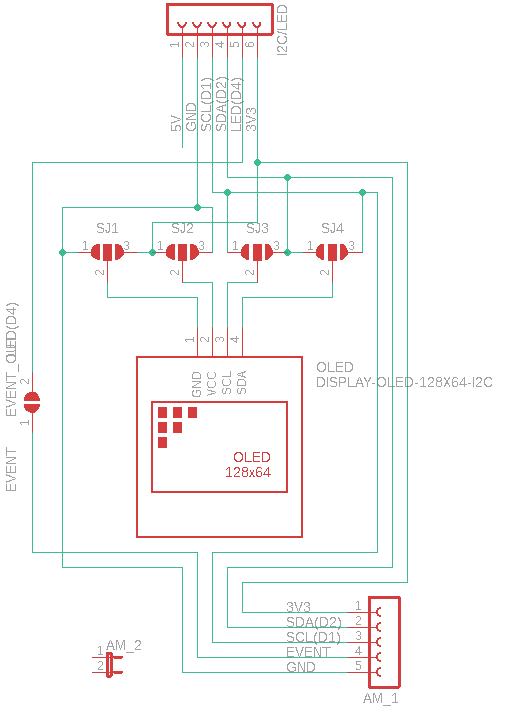 I2C/LED
1 2 3 4 5 6
5V
GND
SCL(D1)
SDA(D2)
LED(D4)
3V3
SJ1 SJ2 SJ3 SJ4
1 3 1 3 1 3 1 3
2 2 2 2
1 2 3 4
GND
VCC
SCL
SDA
OLED
DISPLAY-OLED-128X64-I2C
OLED
128x64
2
1
EVENT
3V3 1
SDA(D2) 2
SCL(D1) 3
EVENT 4
GND 5
AM_1
AM_2
1
2